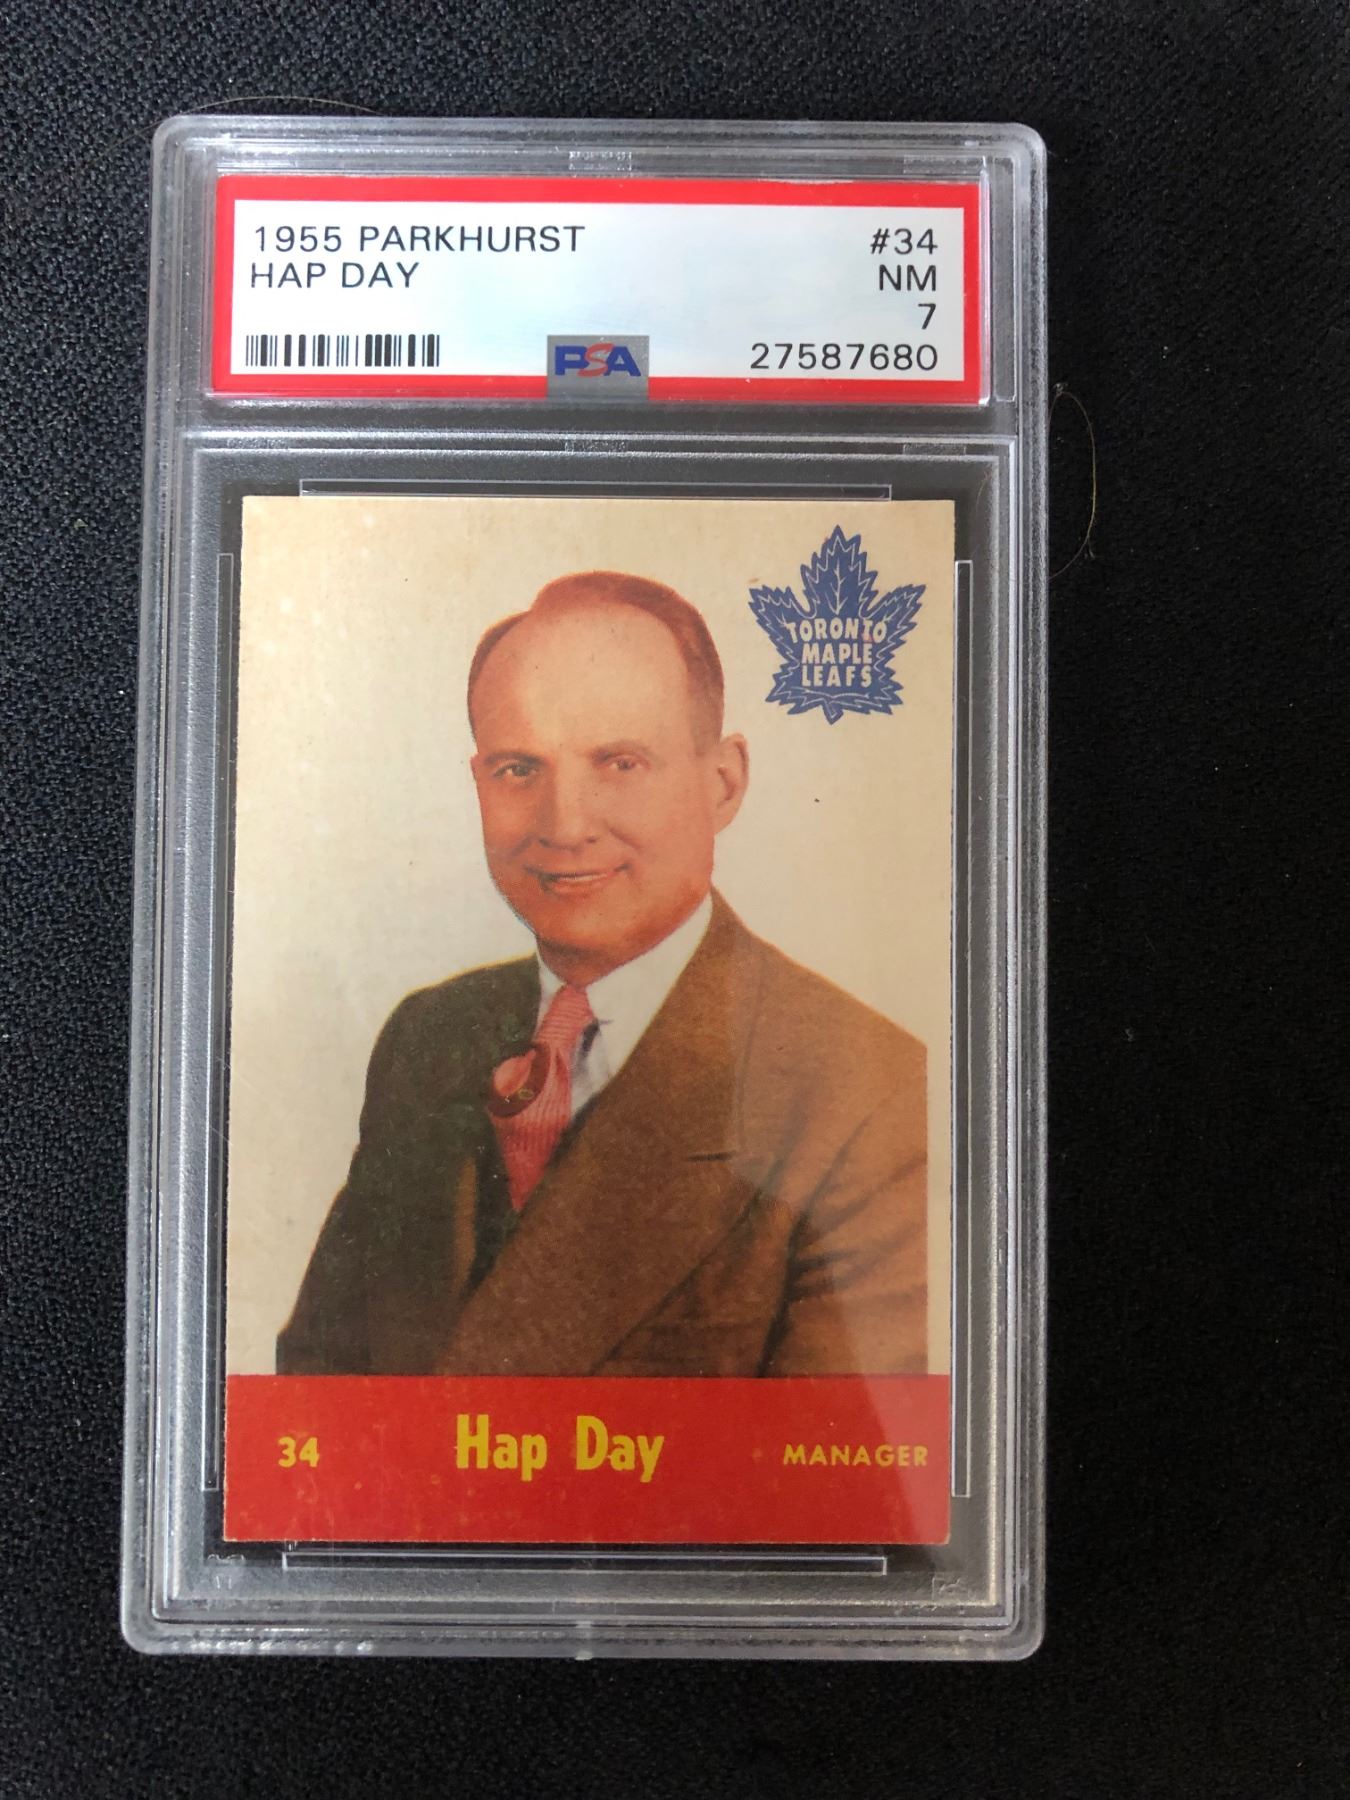 1955 PARKHURST #34
HAP DAY NM
7
PSA 27587680
TORONTO
MAPLE
LEAFS
34 Hap Day MANAGER